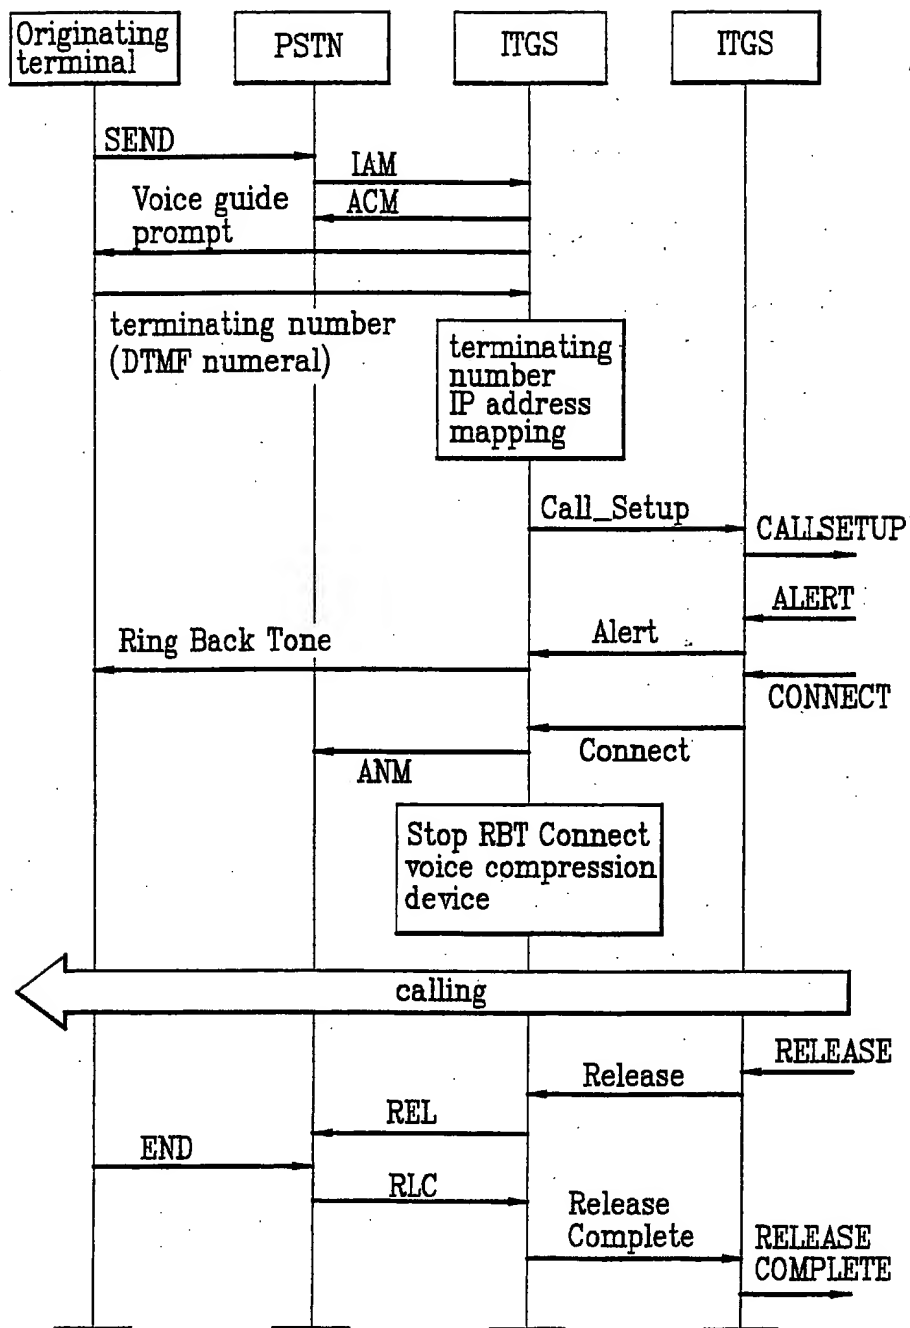 Originating
terminal
PSTN
ITGS
ITGS
SEND
IAM
Voice guide
prompt
ACM
terminating number
(DTMF numeral)
terminating
number
IP address
mapping
Call_Setup
CALLSETUP
ALERT
Alert
Ring Back Tone
CONNECT
Connect
ANM
Stop RBT Connect
voice compression
device
calling
RELEASE
Release
REL
END
RLC
Release
Complete
RELEASE
COMPLETE